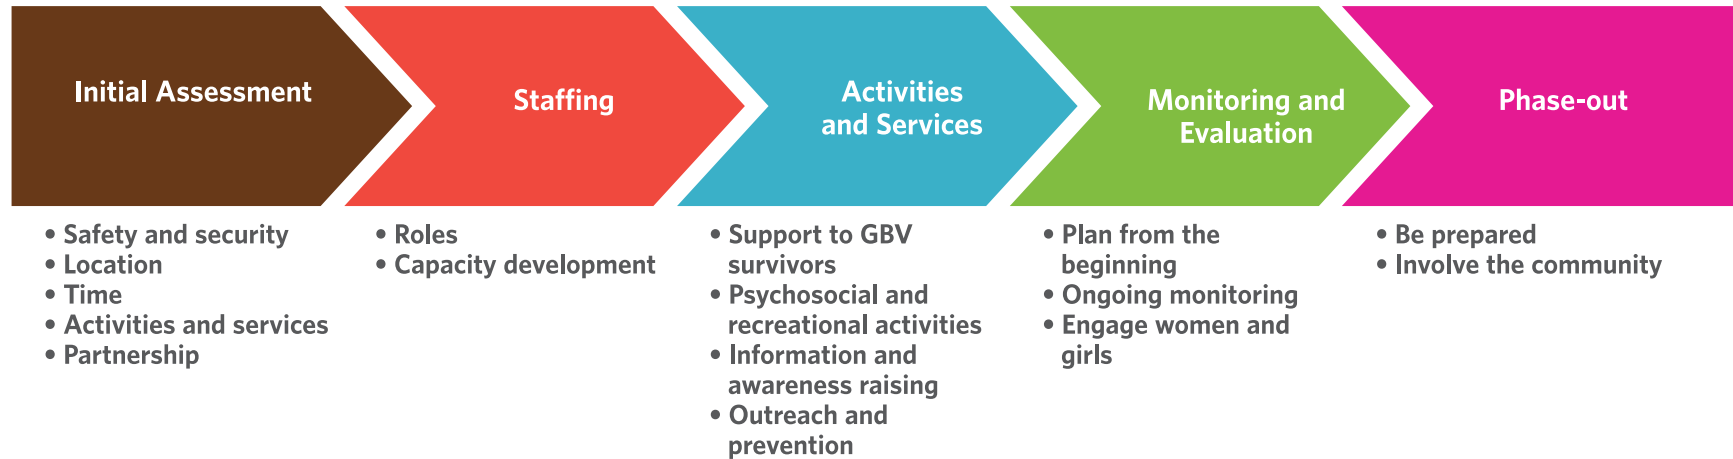 Initial Assessment
• Safety and security
• Location
• Time
• Activities and services
• Partnership
Staffing
• Roles
• Capacity development
Activities
and Services
• Support to GBV
survivors
• Psychosocial and
recreational activities
• Information and
awareness raising
• Outreach and
prevention
Monitoring and
Evaluation
• Plan from the
beginning
• Ongoing monitoring
• Engage women and
girls
Phase-out
• Be prepared
• Involve the community